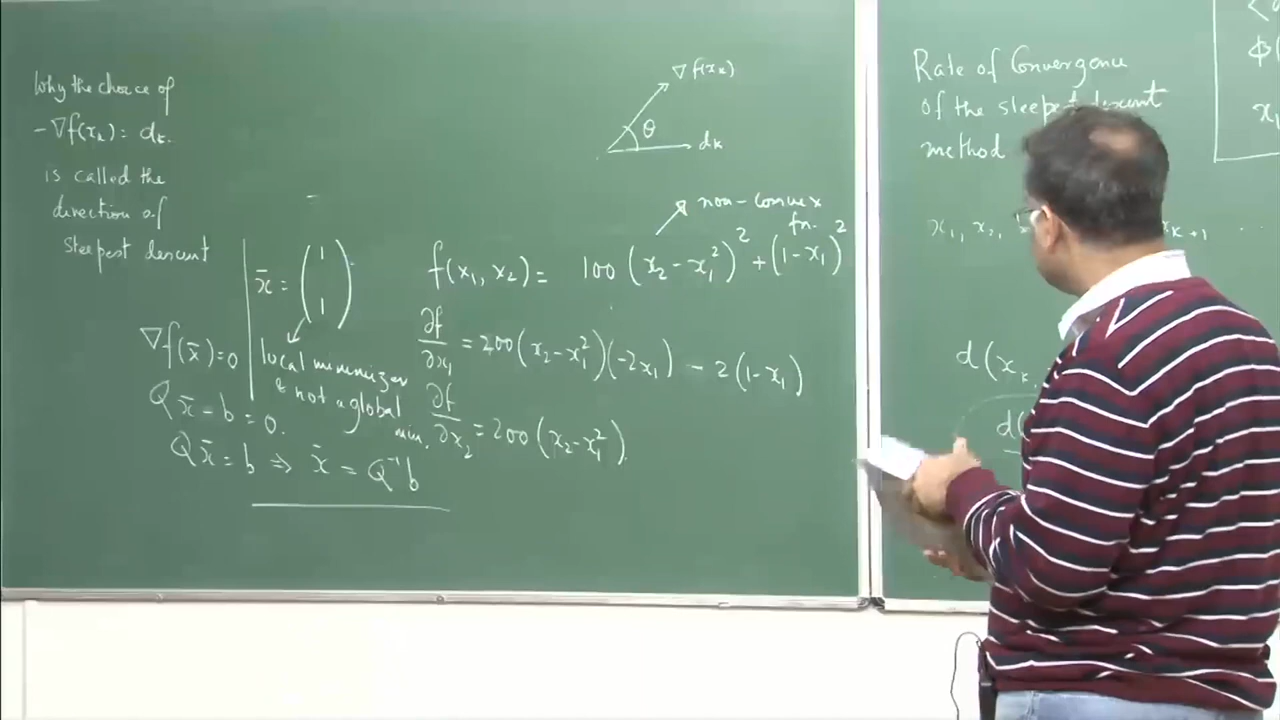 Why the choice of
-∇f(x_k) = d_k.
is called the
direction of
steepest descent
∇f(x_k)
θ
d_k
non-convex
fn.
x̄ = (1 1)
f(x₁, x₂) = 100 (x₂ - x₁²)² + (1 - x₁)²
∂f/∂x₁ = 200(x₂ - x₁²)(-2x₁) - 2(1 - x₁)
∂f/∂x₂ = 200(x₂ - x₁²).
local minimizer
& not a global
min.
∇f(x̄) = 0
Qx̄ - b = 0.
Qx̄ = b ⇒ x̄ = Q⁻¹b
Rate of Convergence
of the steepest descent
method
x₁, x₂, x_{k+1} ...
d(x_k,
d(
φ(